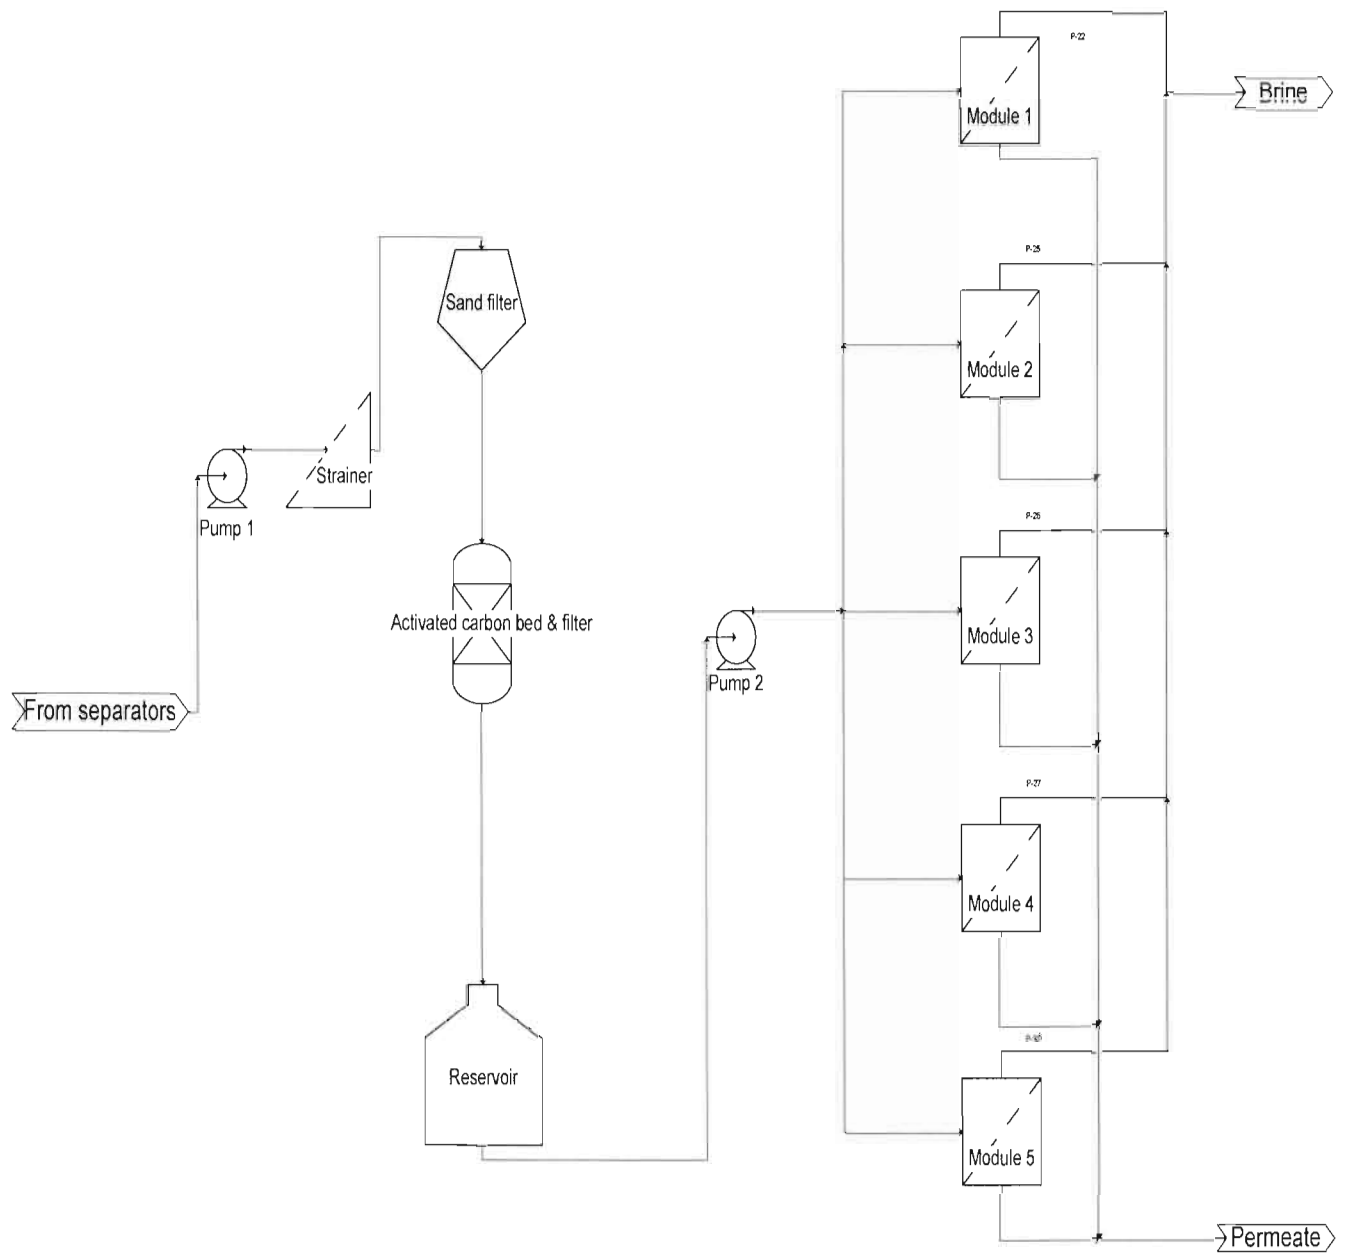 P-22
Brine
Module 1
P-25
Sand filter
Module 2
Strainer
Pump 1
P-26
Activated carbon bed & filter
Module 3
Pump 2
From separators
P-27
Module 4
Reservoir
Module 5
Permeate